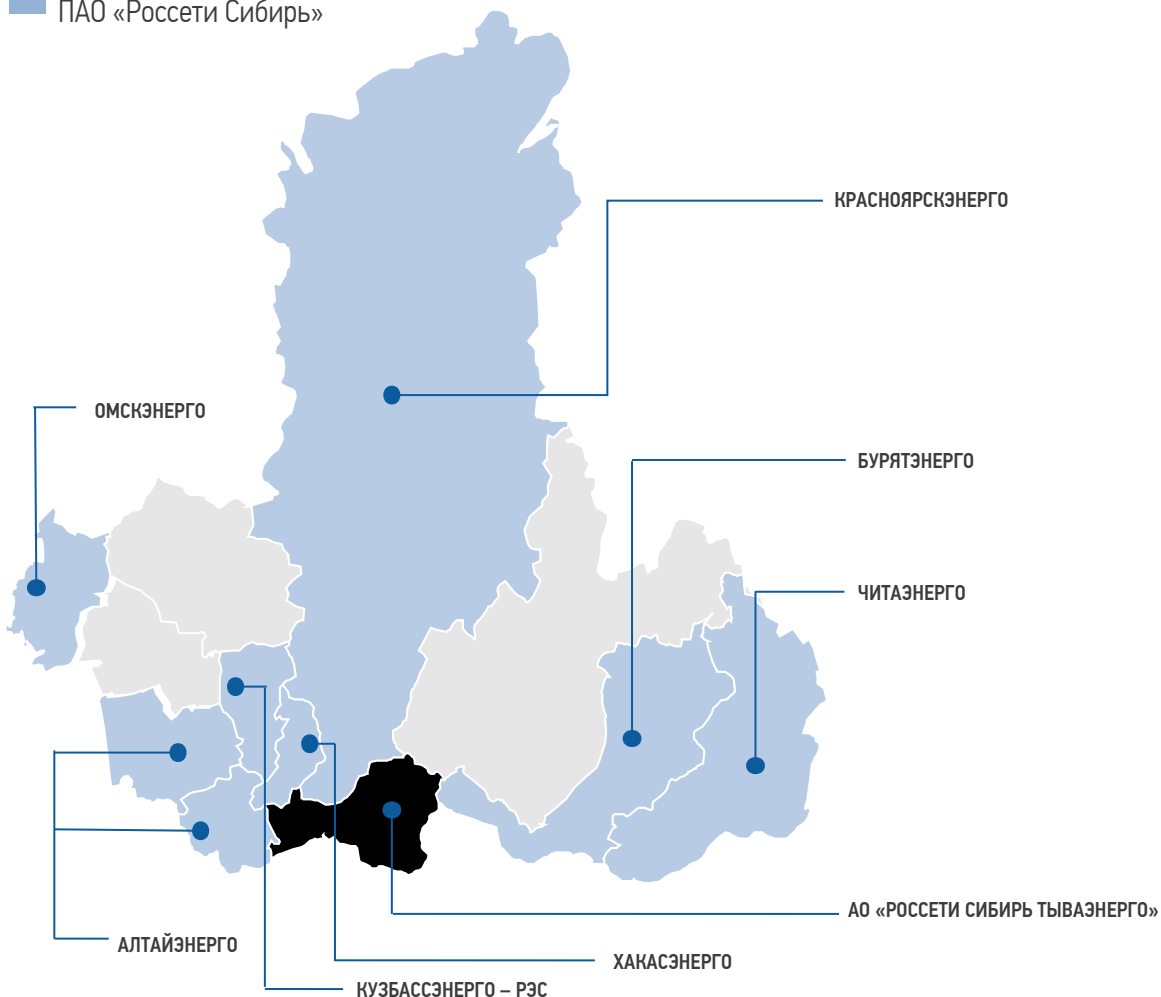 ПАО «Россети Сибирь»
КРАСНОЯРСКЭНЕРГО
ОМСКЭНЕРГО
БУРЯТЭНЕРГО
ЧИТАЭНЕРГО
АО «РОССЕТИ СИБИРЬ ТЫВАЭНЕРГО»
АЛТАЙЭНЕРГО
ХАКАСЭНЕРГО
КУЗБАССЭНЕРГО – РЭС